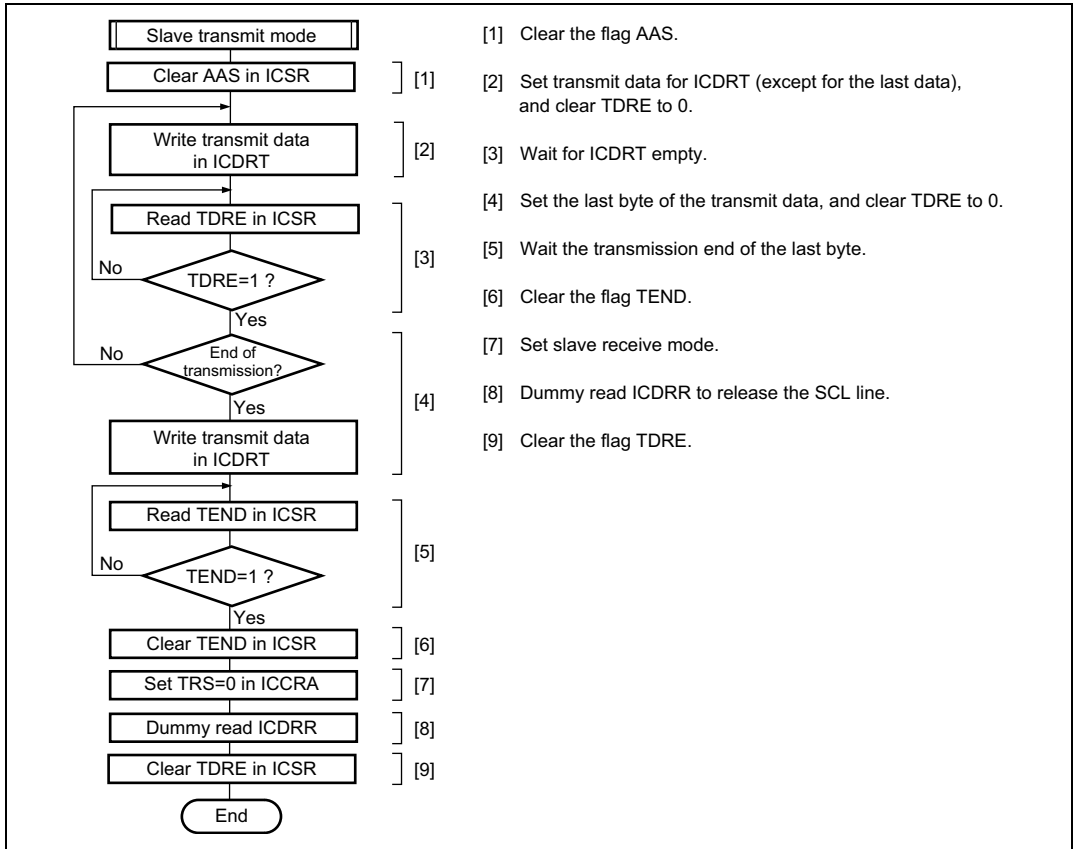 Slave transmit mode
Clear AAS in ICSR
[1]
Write transmit data
in ICDRT
[2]
Read TDRE in ICSR
[3]
No
TDRE=1 ?
Yes
No
End of
transmission?
[4]
Yes
Write transmit data
in ICDRT
Read TEND in ICSR
[5]
No
TEND=1 ?
Yes
Clear TEND in ICSR
[6]
Set TRS=0 in ICCRA
[7]
Dummy read ICDRR
[8]
Clear TDRE in ICSR
[9]
End
[1] Clear the flag AAS.
[2] Set transmit data for ICDRT (except for the last data),
and clear TDRE to 0.
[3] Wait for ICDRT empty.
[4] Set the last byte of the transmit data, and clear TDRE to 0.
[5] Wait the transmission end of the last byte.
[6] Clear the flag TEND.
[7] Set slave receive mode.
[8] Dummy read ICDRR to release the SCL line.
[9] Clear the flag TDRE.